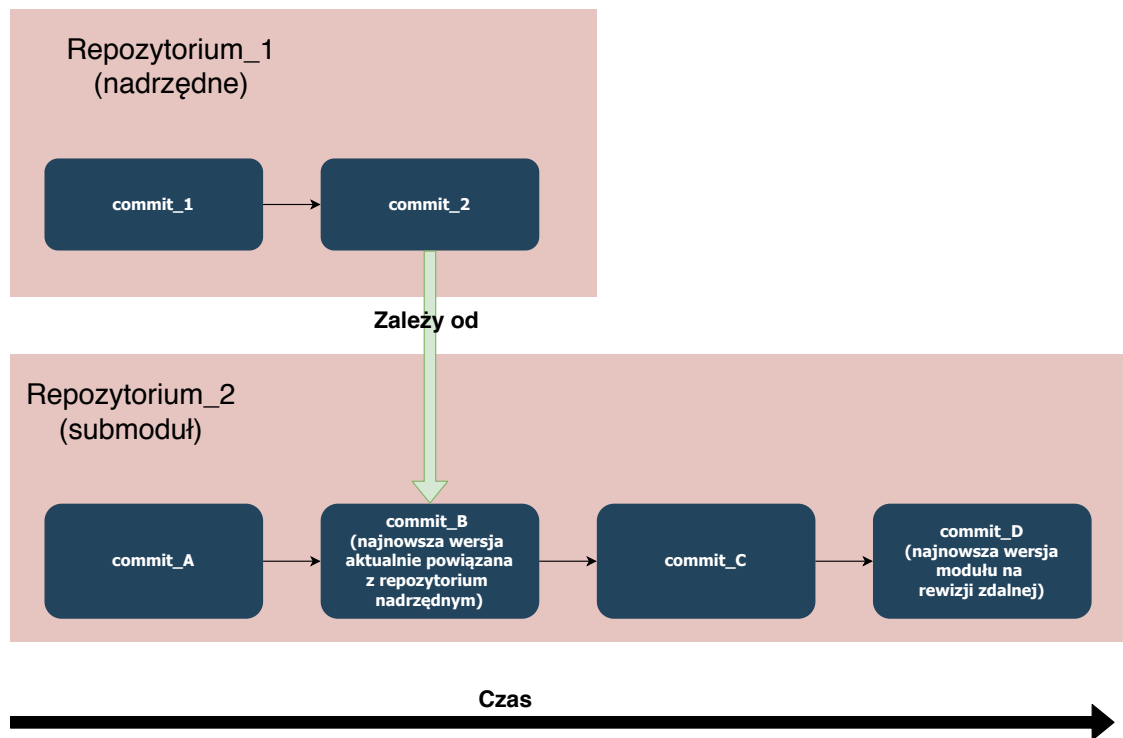 Repozytorium_1
(nadrzędne)
commit_1
commit_2
Zależy od
Repozytorium_2
(submoduł)
commit_A
commit_B
(najnowsza wersja
aktualnie powiązana
z repozytorium
nadrzędnym)
commit_C
commit_D
(najnowsza wersja
modułu na
rewizji zdalnej)
Czas